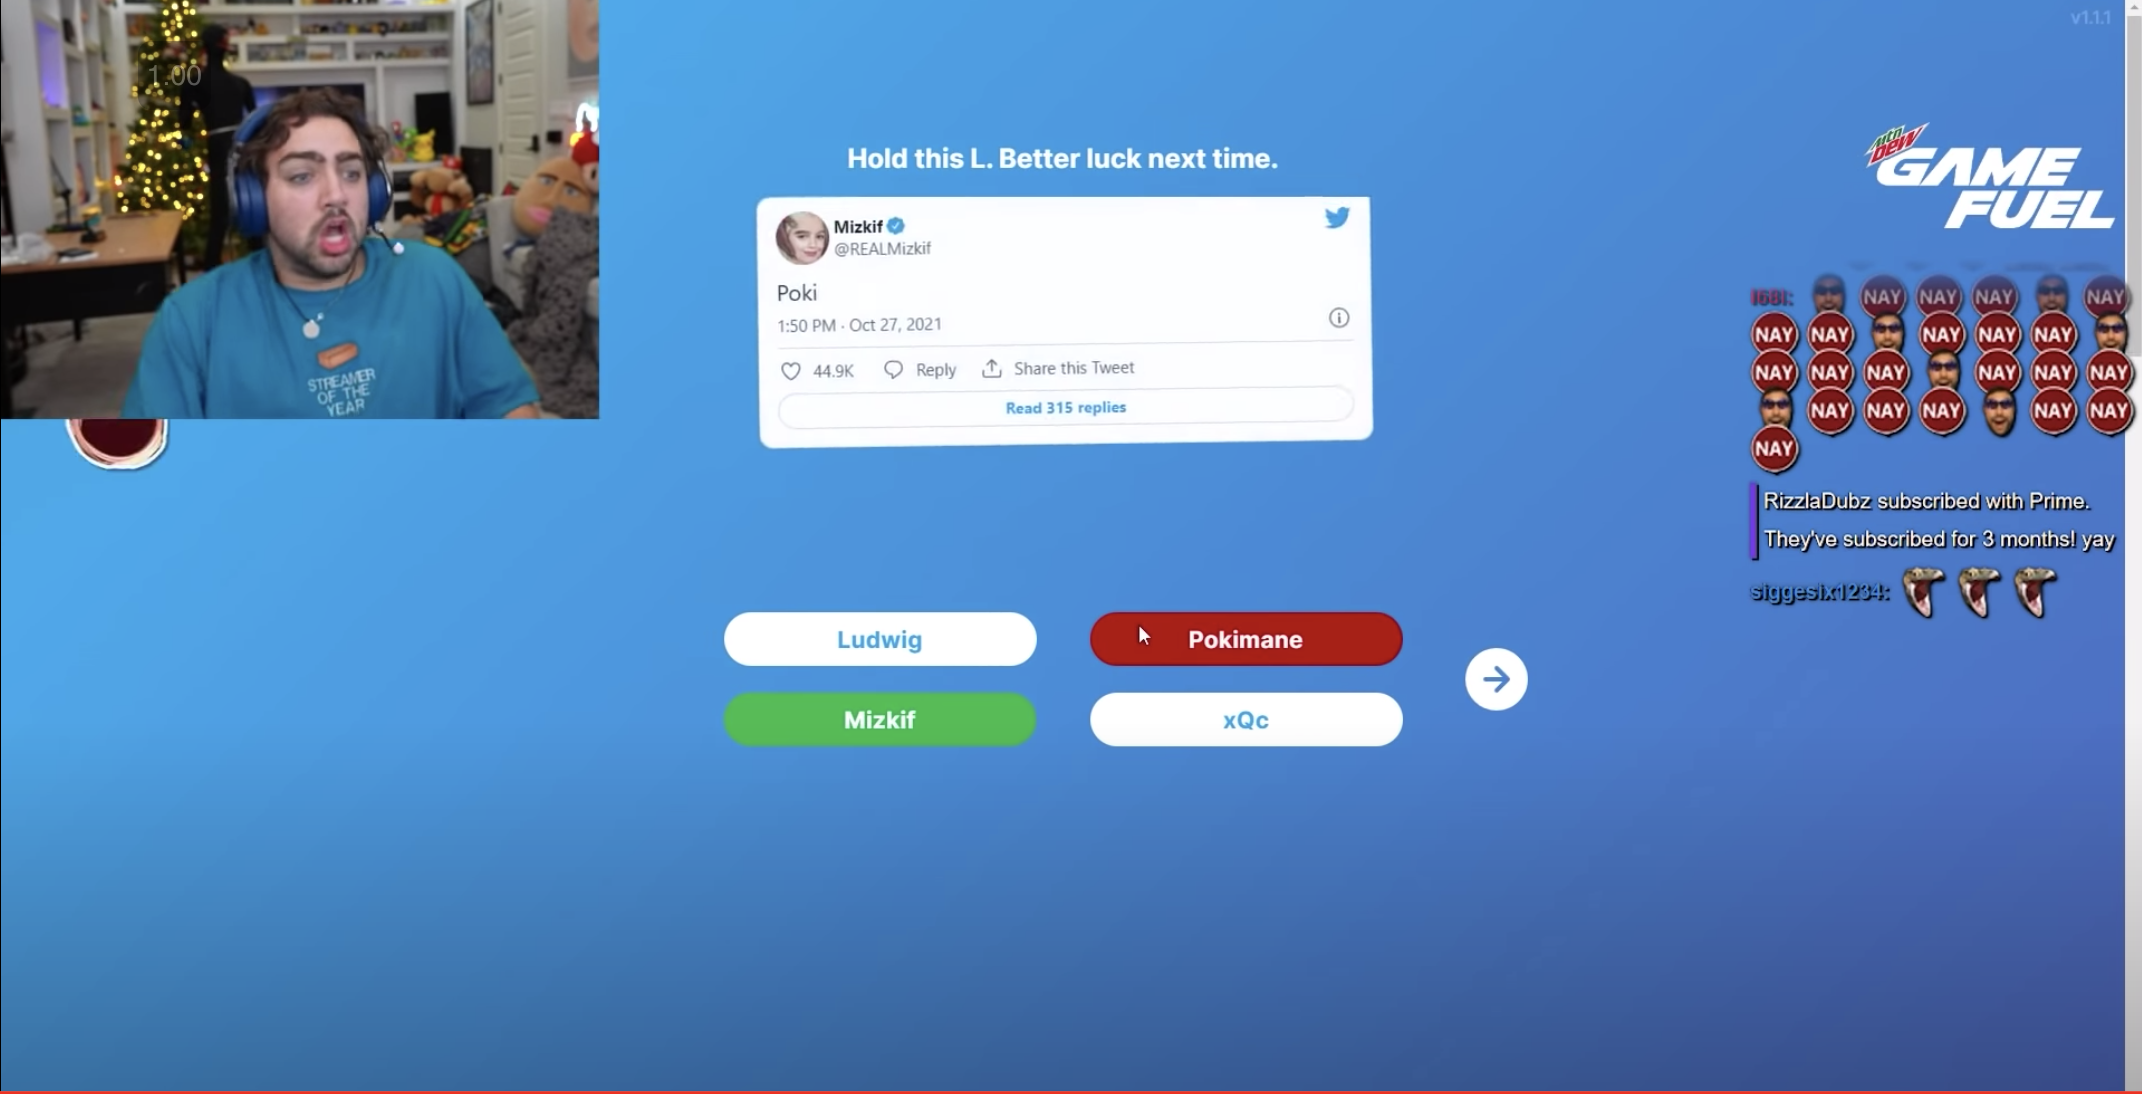 1.00
STREAMER
OF THE
YEAR
v1.1.1
Hold this L. Better luck next time.
Mizkif
@REALMizkif
Poki
1:50 PM · Oct 27, 2021
44.9K Reply Share this Tweet
Read 315 replies
Ludwig
Pokimane
Mizkif
xQc
mtn
DEW
GAME
FUEL
NAY NAY NAY NAY
NAY NAY NAY NAY NAY
NAY NAY NAY NAY NAY NAY
NAY NAY NAY NAY NAY
NAY
RizzlaDubz subscribed with Prime.
They've subscribed for 3 months! yay
siggesix1234: